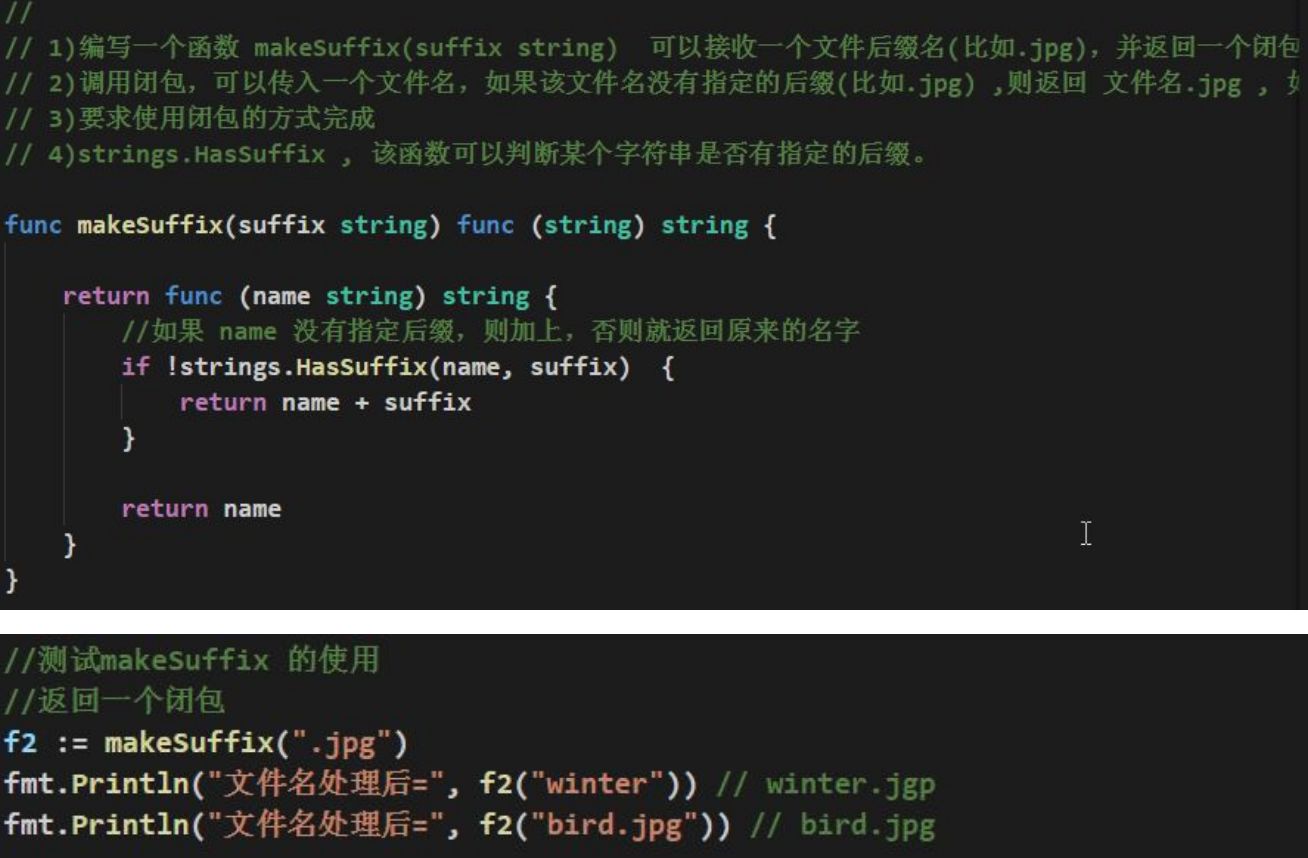 //
// 1)编写一个函数 makeSuffix(suffix string)  可以接收一个文件后缀名(比如.jpg)，并返回一个闭包
// 2)调用闭包，可以传入一个文件名，如果该文件名没有指定的后缀(比如.jpg) ,则返回 文件名.jpg ,
// 3)要求使用闭包的方式完成
// 4)strings.HasSuffix , 该函数可以判断某个字符串是否有指定的后缀。
func makeSuffix(suffix string) func (string) string {
return func (name string) string {
//如果 name 没有指定后缀，则加上，否则就返回原来的名字
if !strings.HasSuffix(name, suffix)  {
return name + suffix
}
return name
}
}
//测试makeSuffix 的使用
//返回一个闭包
f2 := makeSuffix(".jpg")
fmt.Println("文件名处理后=", f2("winter")) // winter.jgp
fmt.Println("文件名处理后=", f2("bird.jpg")) // bird.jpg